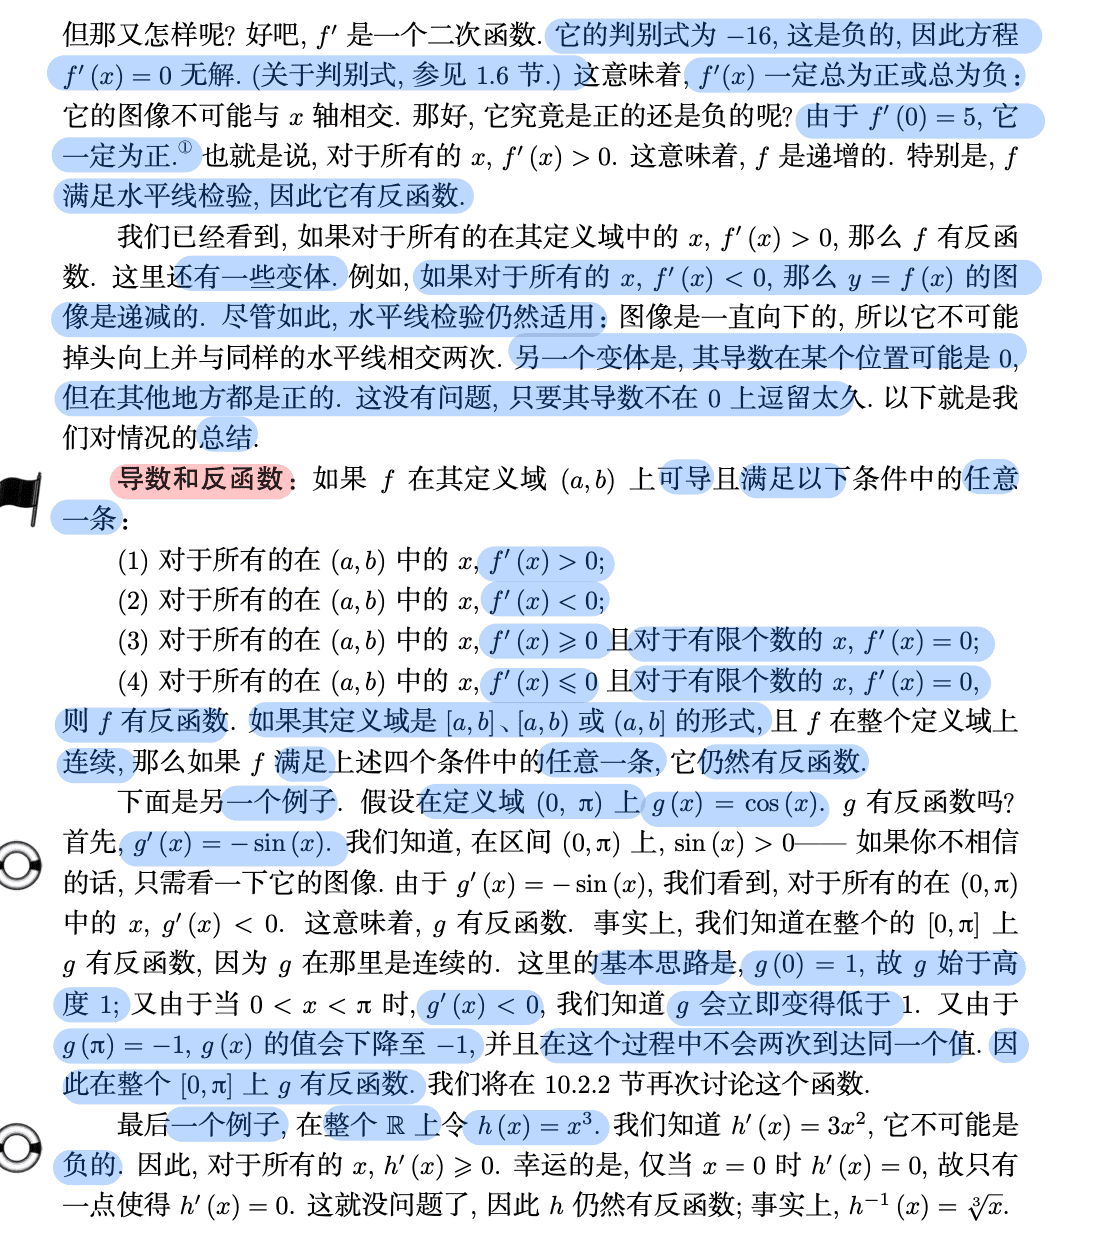 但那又怎样呢? 好吧, f′ 是一个二次函数. 它的判别式为 −16, 这是负的, 因此方程
f′ (x) = 0 无解. (关于判别式, 参见 1.6 节.) 这意味着, f′(x) 一定总为正或总为负:
它的图像不可能与 x 轴相交. 那好, 它究竟是正的还是负的呢? 由于 f′ (0) = 5, 它
一定为正.① 也就是说, 对于所有的 x, f′ (x) > 0. 这意味着, f 是递增的. 特别是, f
满足水平线检验, 因此它有反函数.
我们已经看到, 如果对于所有的在其定义域中的 x, f′ (x) > 0, 那么 f 有反函
数. 这里还有一些变体. 例如, 如果对于所有的 x, f′ (x) < 0, 那么 y = f (x) 的图
像是递减的. 尽管如此, 水平线检验仍然适用: 图像是一直向下的, 所以它不可能
掉头向上并与同样的水平线相交两次. 另一个变体是, 其导数在某个位置可能是 0,
但在其他地方都是正的. 这没有问题, 只要其导数不在 0 上逗留太久. 以下就是我
们对情况的总结.
导数和反函数: 如果 f 在其定义域 (a, b) 上可导且满足以下条件中的任意
一条:
(1) 对于所有的在 (a, b) 中的 x, f′ (x) > 0;
(2) 对于所有的在 (a, b) 中的 x, f′ (x) < 0;
(3) 对于所有的在 (a, b) 中的 x, f′ (x) ⩾ 0 且对于有限个数的 x, f′ (x) = 0;
(4) 对于所有的在 (a, b) 中的 x, f′ (x) ⩽ 0 且对于有限个数的 x, f′ (x) = 0,
则 f 有反函数. 如果其定义域是 [a, b]、[a, b) 或 (a, b] 的形式, 且 f 在整个定义域上
连续, 那么如果 f 满足上述四个条件中的任意一条, 它仍然有反函数.
下面是另一个例子. 假设在定义域 (0, π) 上 g (x) = cos (x). g 有反函数吗?
首先, g′ (x) = − sin (x). 我们知道, 在区间 (0, π) 上, sin (x) > 0—— 如果你不相信
的话, 只需看一下它的图像. 由于 g′ (x) = − sin (x), 我们看到, 对于所有的在 (0, π)
中的 x, g′ (x) < 0. 这意味着, g 有反函数. 事实上, 我们知道在整个的 [0, π] 上
g 有反函数, 因为 g 在那里是连续的. 这里的基本思路是, g (0) = 1, 故 g 始于高
度 1; 又由于当 0 < x < π 时, g′ (x) < 0, 我们知道 g 会立即变得低于 1. 又由于
g (π) = −1, g (x) 的值会下降至 −1, 并且在这个过程中不会两次到达同一个值. 因
此在整个 [0, π] 上 g 有反函数. 我们将在 10.2.2 节再次讨论这个函数.
最后一个例子, 在整个 ℝ 上令 h (x) = x³. 我们知道 h′ (x) = 3x², 它不可能是
负的. 因此, 对于所有的 x, h′ (x) ⩾ 0. 幸运的是, 仅当 x = 0 时 h′ (x) = 0, 故只有
一点使得 h′ (x) = 0. 这就没问题了, 因此 h 仍然有反函数; 事实上, h⁻¹ (x) = ∛x.